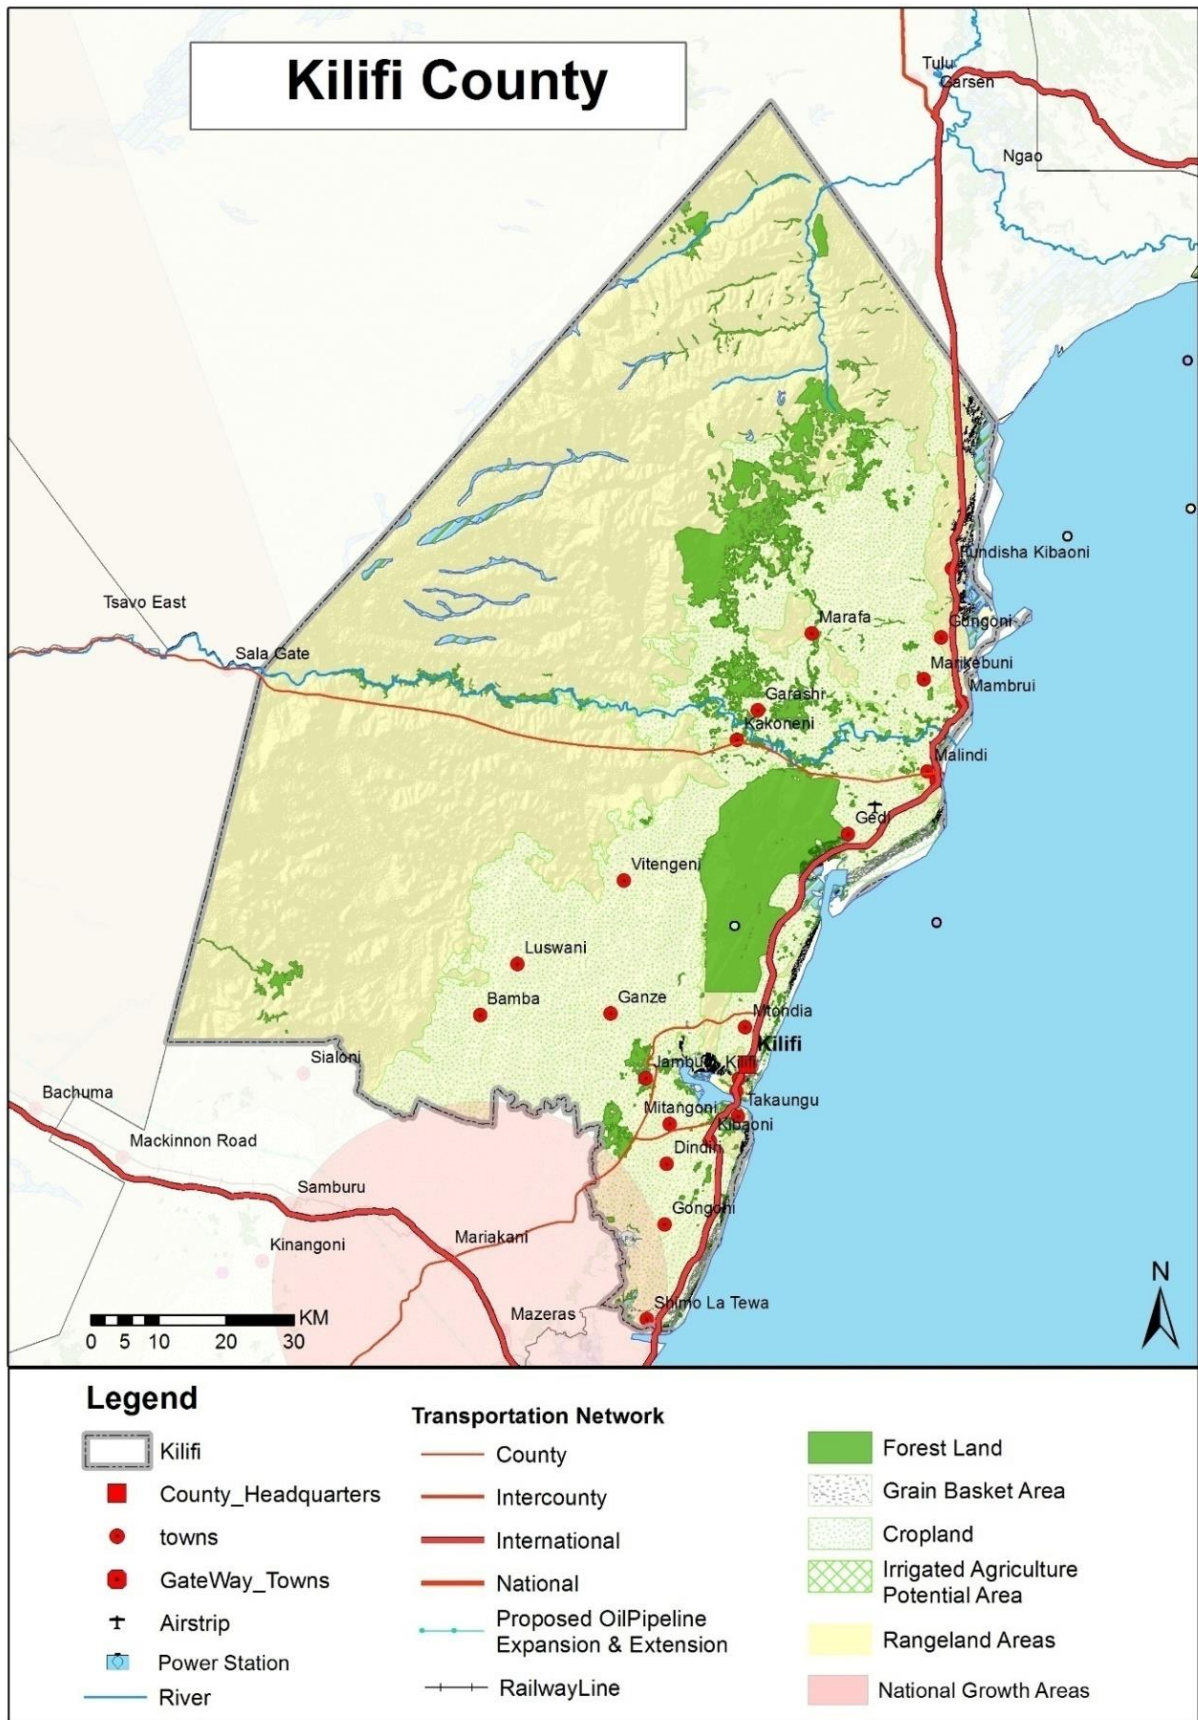 Kilifi County
Tulu
Garsen
Ngao
Fundisha Kibaoni
Tsavo East
Marafa
Gongoni
Sala Gate
Marikebuni
Mambrui
Garashi
Kakoneni
Malindi
Gedi
Vitengeni
Luswani
Bamba
Ganze
Mtondia
Kilifi
Sialoni
Kilifi
Bachuma
Mitangoni
Takaungu
Kibaoni
Mackinnon Road
Dindiri
Samburu
Gongoni
Mariakani
Kinangoni
Mazeras
Shimo La Tewa
N
KM
0 5 10 20 30
Legend
Kilifi
County_Headquarters
towns
GateWay_Towns
Airstrip
Power Station
River
Transportation Network
County
Intercounty
International
National
Proposed OilPipeline
Expansion & Extension
RailwayLine
Forest Land
Grain Basket Area
Cropland
Irrigated Agriculture
Potential Area
Rangeland Areas
National Growth Areas